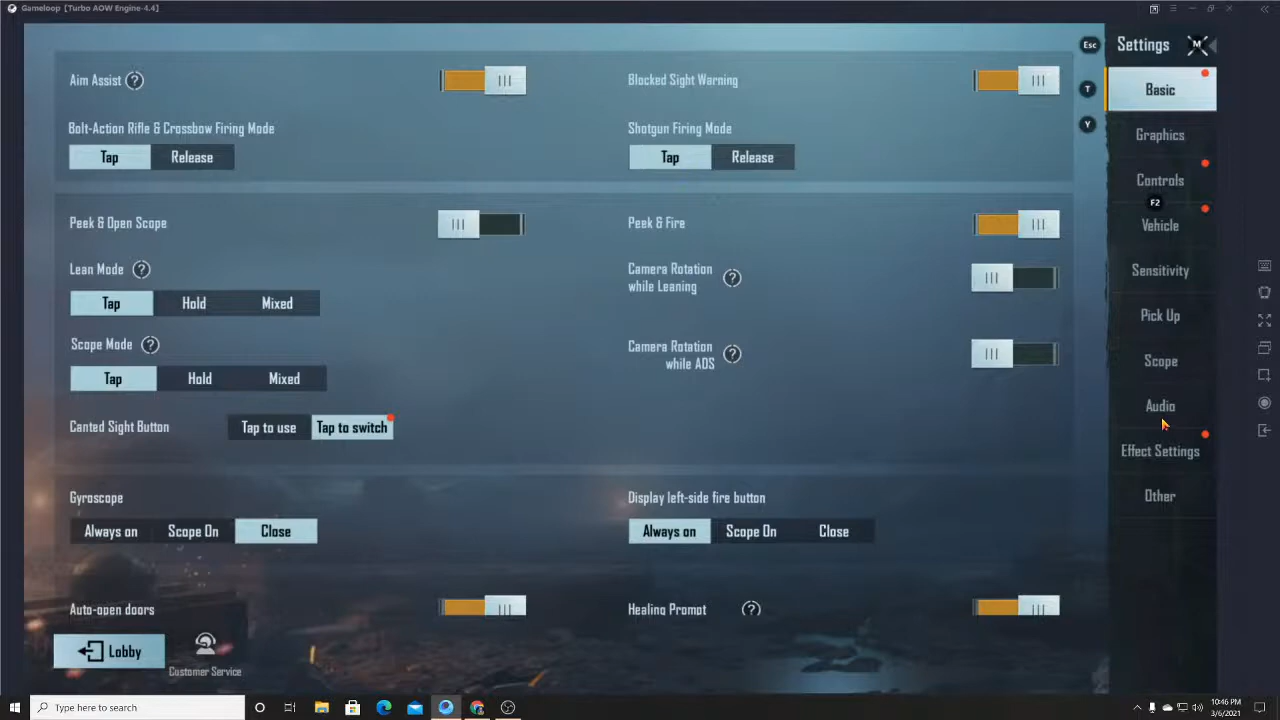 Gameloop [Turbo AOW Engine-4.4]
Esc
Settings
M
Aim Assist ?
Blocked Sight Warning
T
Basic
Bolt-Action Rifle & Crossbow Firing Mode
Shotgun Firing Mode
Y
Graphics
Tap Release
Tap Release
Controls
F2
Peek & Open Scope
Peek & Fire
Vehicle
Lean Mode ?
Camera Rotation
while Leaning
?
Sensitivity
Tap Hold Mixed
Pick Up
Scope Mode ?
Camera Rotation
while ADS
?
Scope
Tap Hold Mixed
Audio
Canted Sight Button Tap to use Tap to switch
Effect Settings
Gyroscope
Display left-side fire button
Other
Always on Scope On Close
Always on Scope On Close
Auto-open doors
Healing Prompt ?
Lobby
Customer Service
Type here to search
10:46 PM
3/6/2021